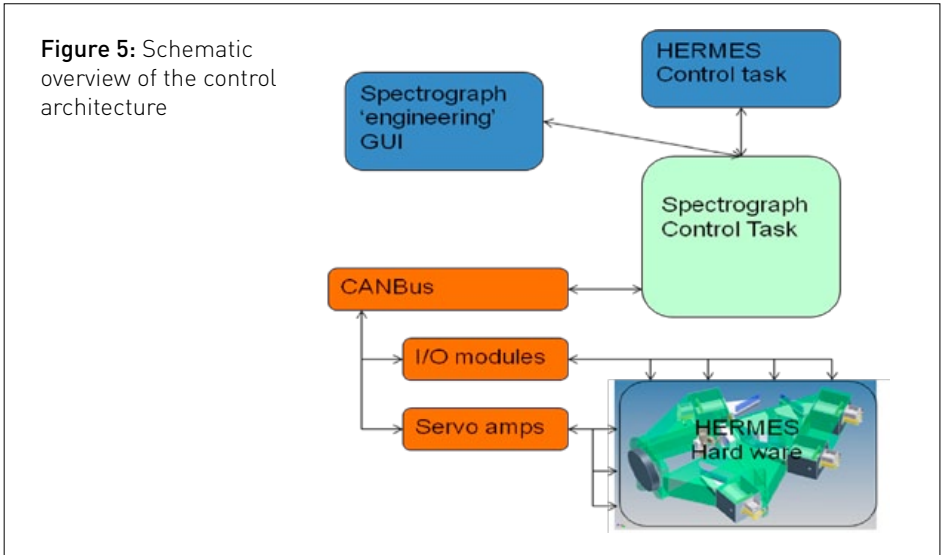 Figure 5: Schematic
overview of the control
architecture
HERMES
Control task
Spectrograph
'engineering'
GUI
Spectrograph
Control Task
CANBus
I/O modules
Servo amps
HERMES
Hard ware